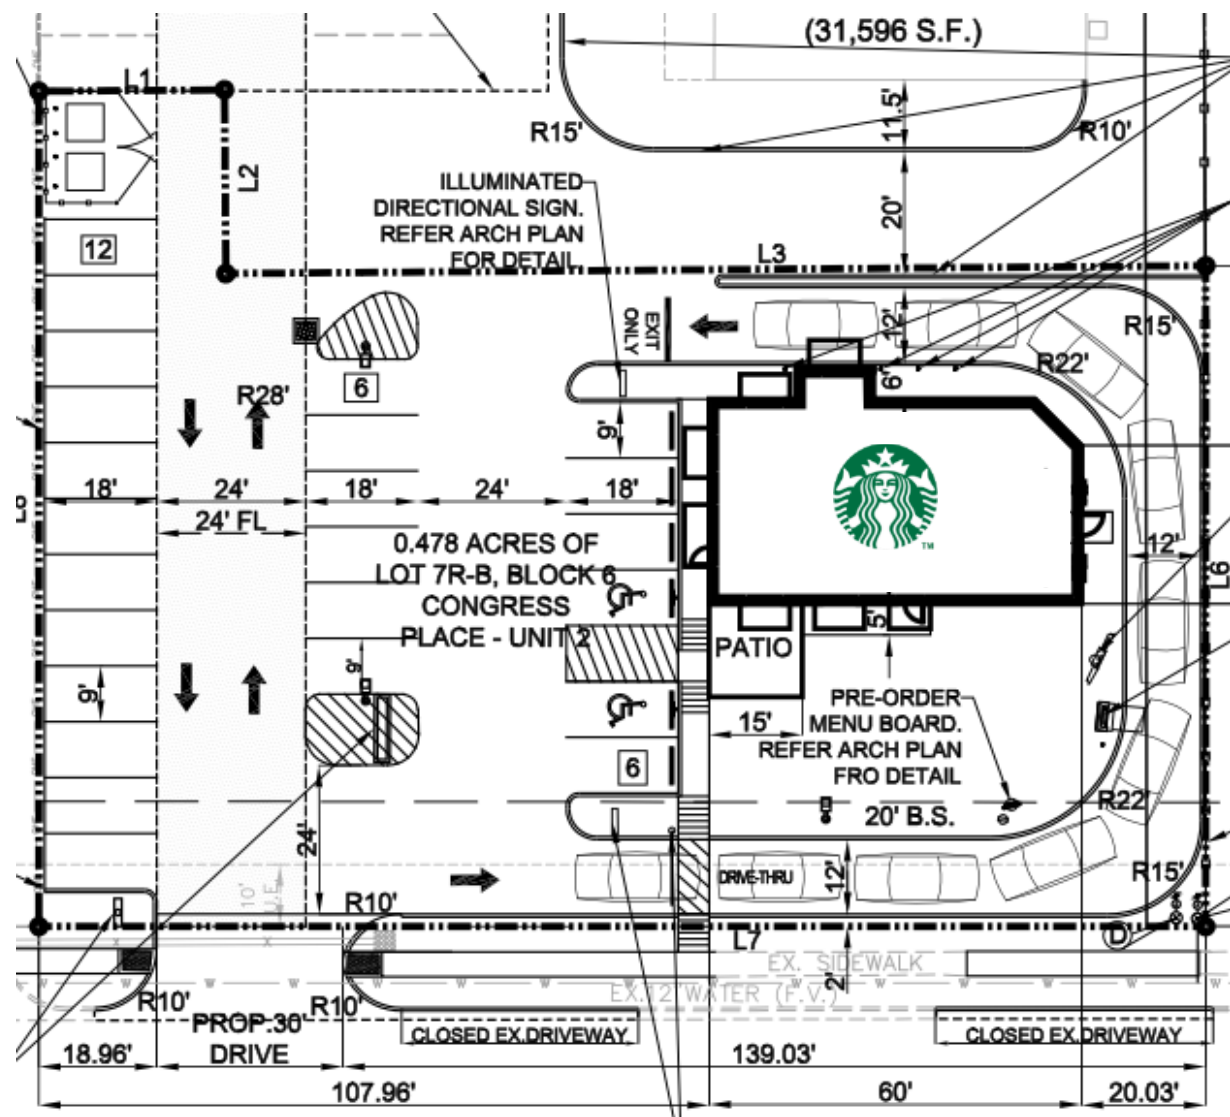 (31,596 S.F.)
L1
11.5'
R15'
R10'
L2
ILLUMINATED
DIRECTIONAL SIGN.
REFER ARCH PLAN
FOR DETAIL
20'
12
L3
EXIT
ONLY
12'
R15'
R22'
6
6'
R28'
9'
18'
24'
18'
24'
18'
24' FL
TM
0.478 ACRES OF
LOT 7R-B, BLOCK 6
CONGRESS
PLACE - UNIT 2
12'
L6
5'
PATIO
9'
9'
PRE-ORDER
MENU BOARD.
REFER ARCH PLAN
FRO DETAIL
15'
6
20' B.S.
R22'
24'
DRIVE-THRU
12'
R15'
10'
U.E.
R10'
L7
D
EX. SIDEWALK
2'
EX.12" WATER (F.V.)
W W W W W W W W
R10'
R10'
PROP.30'
DRIVE
CLOSED EX.DRIVEWAY
CLOSED EX.DRIVEWAY
18.96'
139.03'
107.96'
60'
20.03'